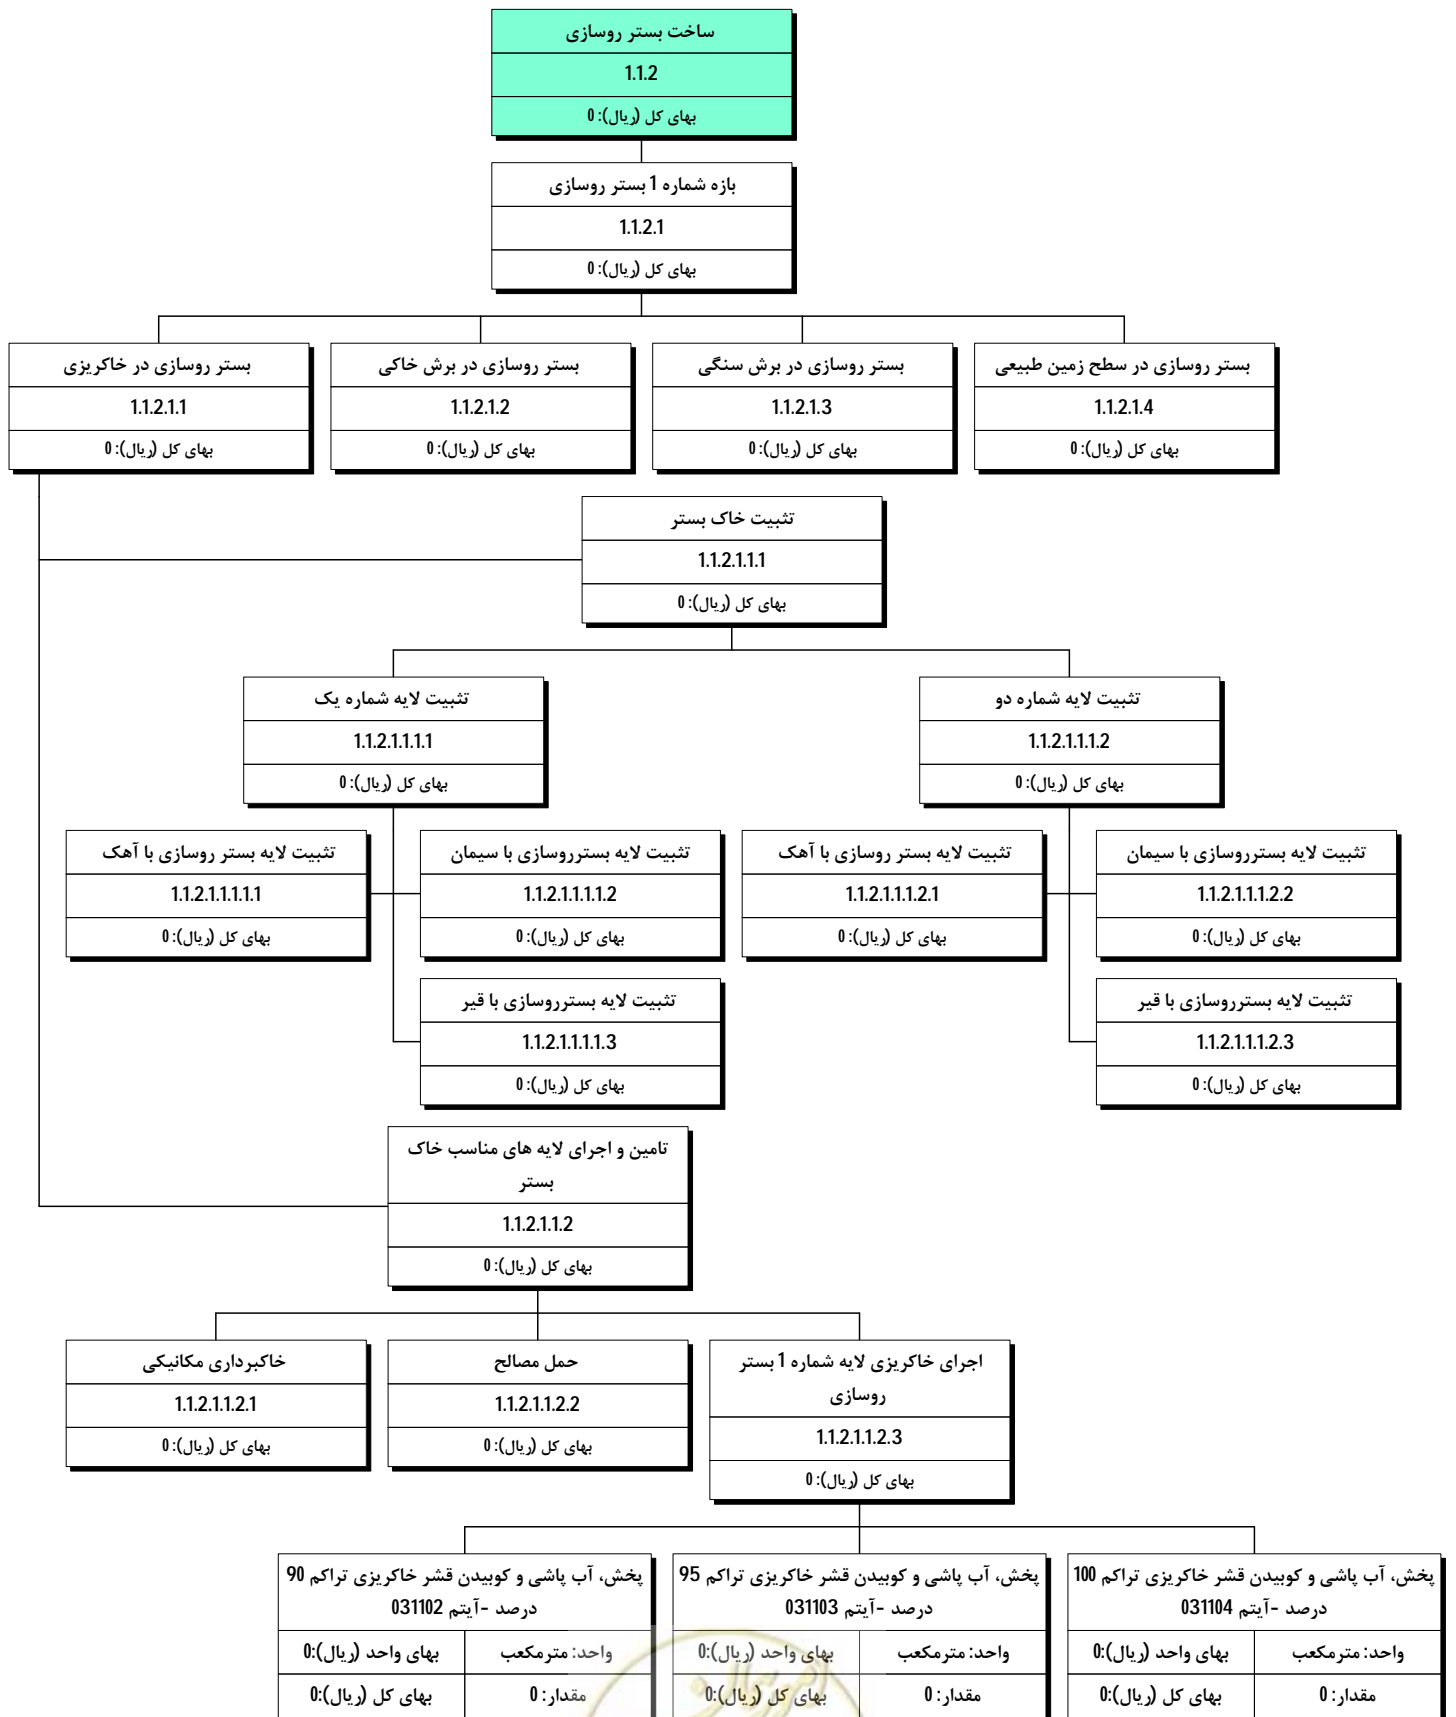 ساخت بستر روسازی
1.1.2
بهای کل (ریال): 0
بازه شماره 1 بستر روسازی
1.1.2.1
بهای کل (ریال): 0
بستر روسازی در خاکریزی
1.1.2.1.1
بهای کل (ریال): 0
بستر روسازی در برش خاکی
1.1.2.1.2
بهای کل (ریال): 0
بستر روسازی در برش سنگی
1.1.2.1.3
بهای کل (ریال): 0
بستر روسازی در سطح زمین طبیعی
1.1.2.1.4
بهای کل (ریال): 0
تثبیت خاک بستر
1.1.2.1.1.1
بهای کل (ریال): 0
تثبیت لایه شماره یک
1.1.2.1.1.1.1
بهای کل (ریال): 0
تثبیت لایه شماره دو
1.1.2.1.1.1.2
بهای کل (ریال): 0
تثبیت لایه بستر روسازی با آهک
1.1.2.1.1.1.1.1
بهای کل (ریال): 0
تثبیت لایه بسترروسازی با سیمان
1.1.2.1.1.1.1.2
بهای کل (ریال): 0
تثبیت لایه بستر روسازی با آهک
1.1.2.1.1.1.2.1
بهای کل (ریال): 0
تثبیت لایه بسترروسازی با سیمان
1.1.2.1.1.1.2.2
بهای کل (ریال): 0
تثبیت لایه بسترروسازی با قیر
1.1.2.1.1.1.1.3
بهای کل (ریال): 0
تثبیت لایه بسترروسازی با قیر
1.1.2.1.1.1.2.3
بهای کل (ریال): 0
تامین و اجرای لایه های مناسب خاک
بستر
1.1.2.1.1.2
بهای کل (ریال): 0
خاکبرداری مکانیکی
1.1.2.1.1.2.1
بهای کل (ریال): 0
حمل مصالح
1.1.2.1.1.2.2
بهای کل (ریال): 0
اجرای خاکریزی لایه شماره 1 بستر
روسازی
1.1.2.1.1.2.3
بهای کل (ریال): 0
پخش، آب پاشی و کوبیدن قشر خاکریزی تراکم 90
درصد -آیتم 031102
واحد: مترمکعب
بهای واحد (ریال):0
مقدار: 0
بهای کل (ریال):0
پخش، آب پاشی و کوبیدن قشر خاکریزی تراکم 95
درصد -آیتم 031103
واحد: مترمکعب
بهای واحد (ریال):0
مقدار: 0
بهای کل (ریال):0
پخش، آب پاشی و کوبیدن قشر خاکریزی تراکم 100
درصد -آیتم 031104
واحد: مترمکعب
بهای واحد (ریال):0
مقدار: 0
بهای کل (ریال):0